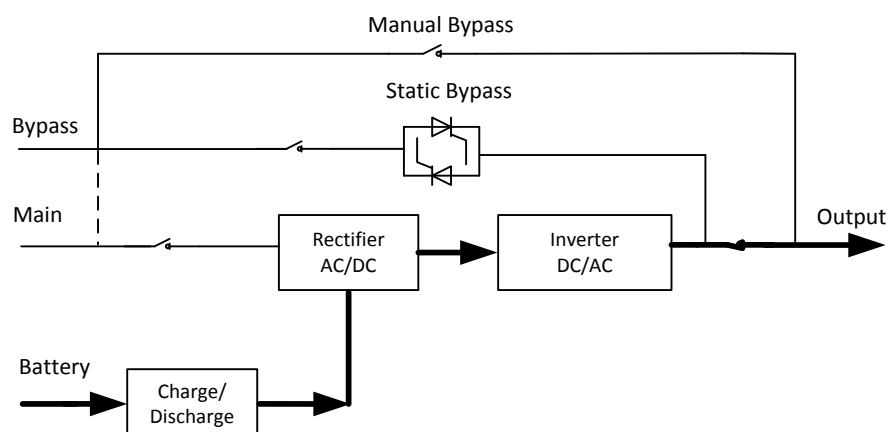 Manual Bypass
Static Bypass
Bypass
Main
Rectifier
AC/DC
Inverter
DC/AC
Output
Battery
Charge/
Discharge